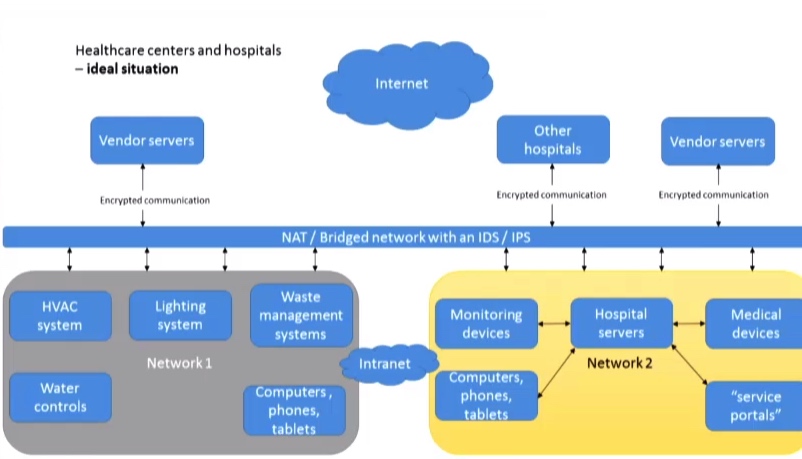 Healthcare centers and hospitals
– ideal situation
Internet
Vendor servers
Other
hospitals
Vendor servers
Encrypted communication
Encrypted communication
Encrypted communication
NAT / Bridged network with an IDS / IPS
HVAC
system
Lighting
system
Waste
management
systems
Network 1
Water
controls
Computers,
phones,
tablets
Intranet
Monitoring
devices
Hospital
servers
Medical
devices
Network 2
Computers,
phones,
tablets
“service
portals”